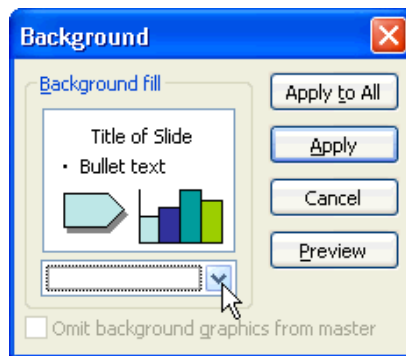 Background
Background fill
Title of Slide
• Bullet text
Apply to All
Apply
Cancel
Preview
Omit background graphics from master